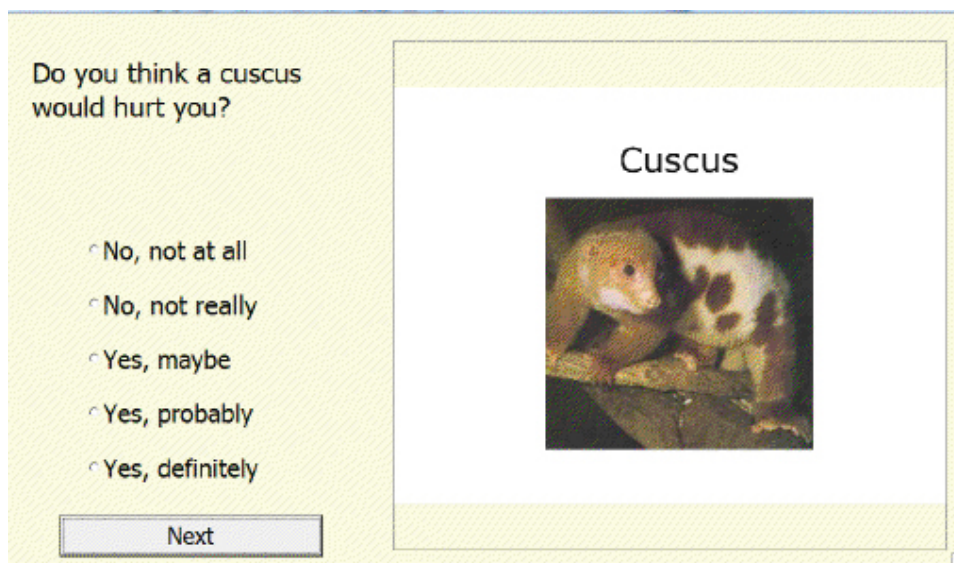 Do you think a cuscus
would hurt you?
No, not at all
No, not really
Yes, maybe
Yes, probably
Yes, definitely
Next
Cuscus